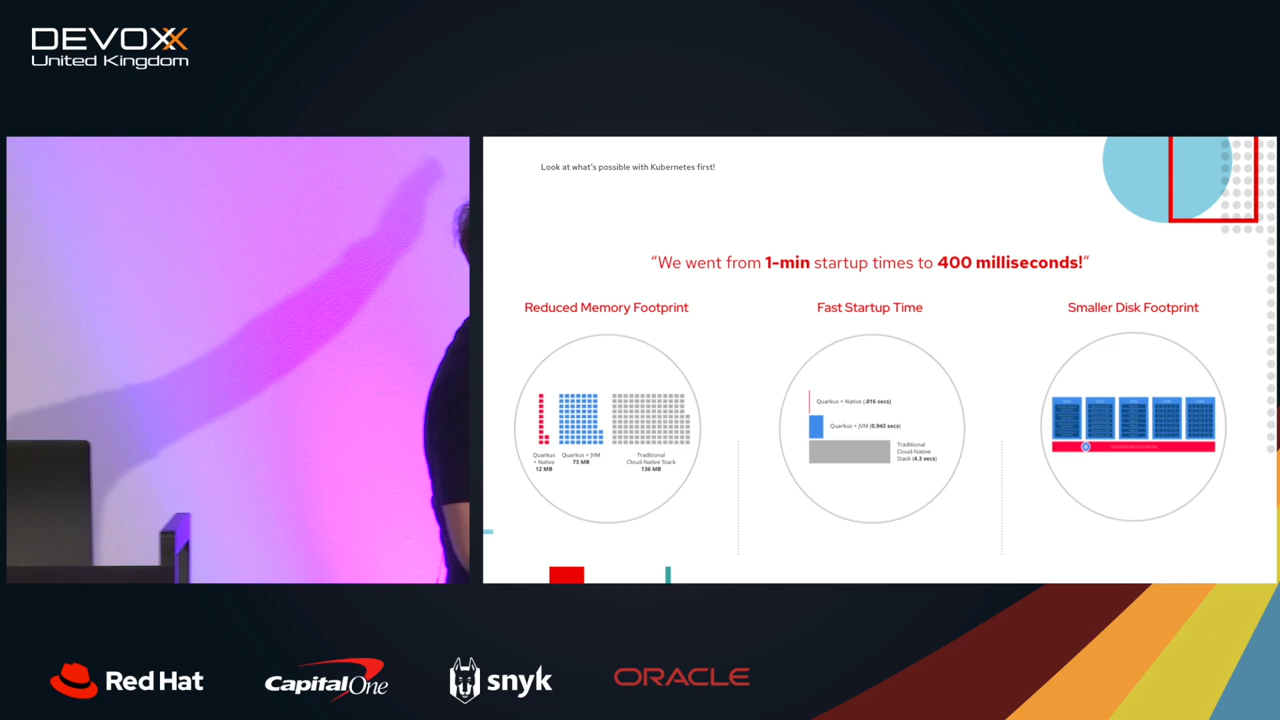 DEVOXX
United Kingdom
Look at what's possible with Kubernetes first!
“We went from 1-min startup times to 400 milliseconds!”
Reduced Memory Footprint
Quarkus
+ Native
12 MB
Quarkus + JVM
73 MB
Traditional
Cloud-Native Stack
136 MB
Fast Startup Time
Quarkus + Native (.016 secs)
Quarkus + JVM (0.943 secs)
Traditional
Cloud-Native
Stack (4.3 secs)
Smaller Disk Footprint
Red Hat
Capital One
snyk
ORACLE